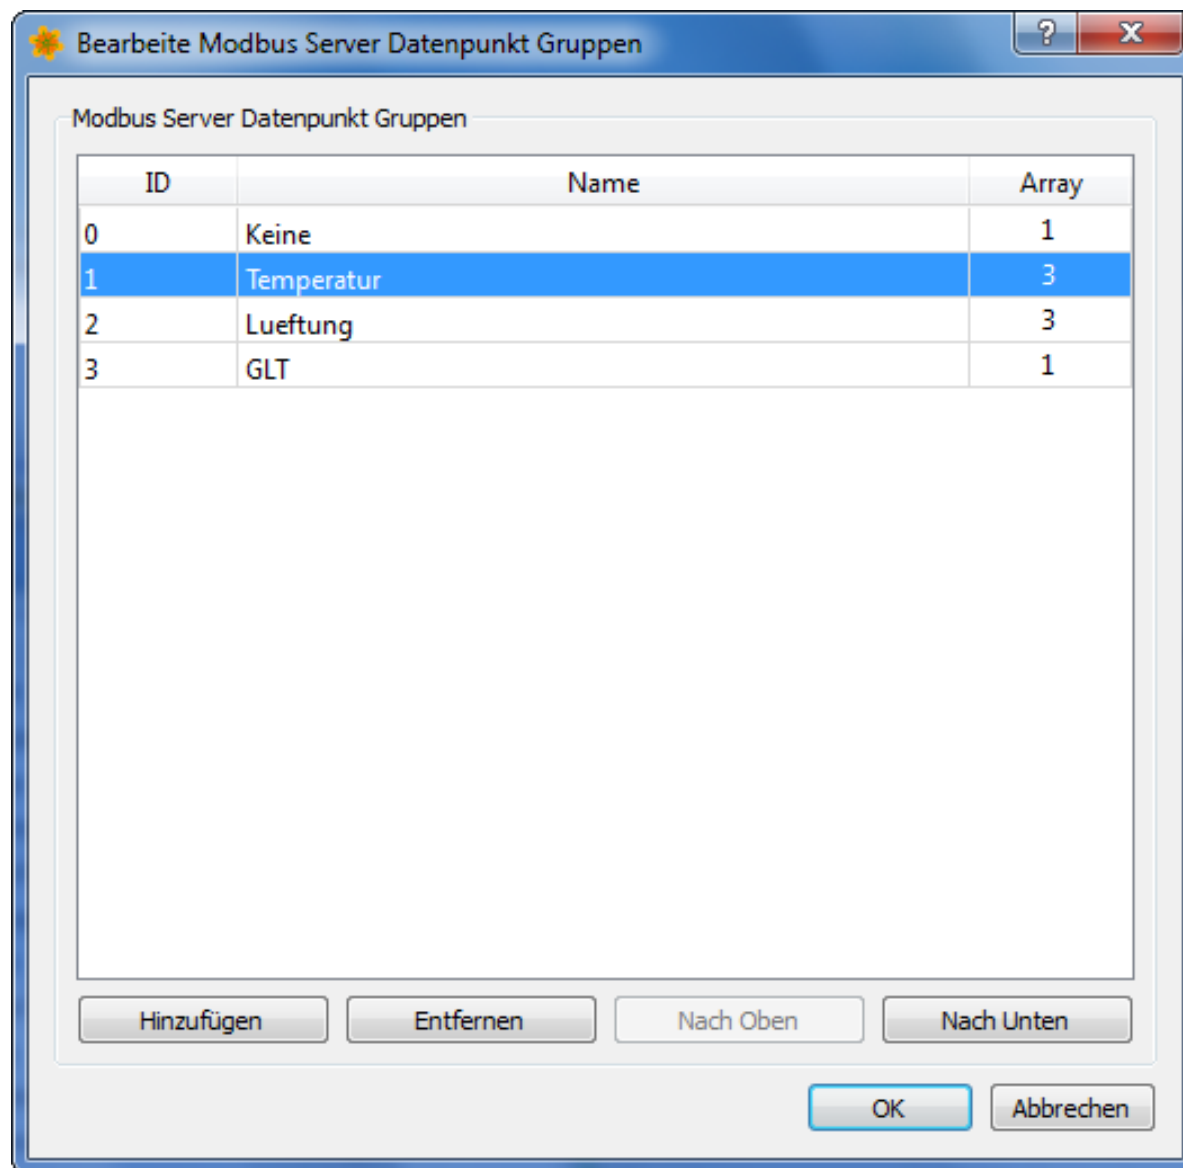 Bearbeite Modbus Server Datenpunkt Gruppen ? x
Modbus Server Datenpunkt Gruppen
ID Name Array
0 Keine 1
1 Temperatur 3
2 Lueftung 3
3 GLT 1
Hinzufügen Entfernen Nach Oben Nach Unten
OK Abbrechen